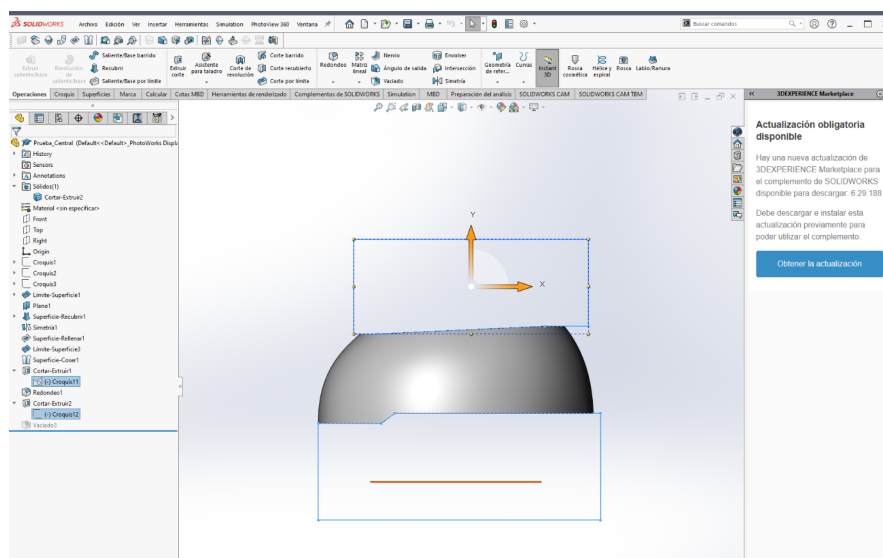 SOLIDWORKS Archivo Edición Ver Insertar Herramientas Simulation PhotoView 360 Ventana Buscar comandos
Extruir saliente/base
Revolución de saliente/base
Saliente/Base barrido
Recubrir
Saliente/Base por límite
Extruir corte
Asistente para taladro
Corte de revolución
Corte barrido
Corte recubierto
Corte por límite
Redondeo
Matriz lineal
Nervio
Ángulo de salida
Vaciado
Envolver
Intersección
Simetría
Geometría de refer...
Curvas
Instant 3D
Rosca cosmética
Hélice y espiral
Rosca
Labio/Ranura
Operaciones Croquis Superficies Marca Calcular Cotas MBD Herramientas de renderizado Complementos de SOLIDWORKS Simulation MBD Preparación del análisis SOLIDWORKS CAM SOLIDWORKS CAM TBM
3DEXPERIENCE Marketplace
Prueba_Central (Default<<Default>_PhotoWorks Displ
History
Sensors
Annotations
Sólidos(1)
Cortar-Extruir2
Material <sin especificar>
Front
Top
Right
Origin
Croquis1
Croquis2
Croquis3
Límite-Superficie1
Plano1
Superficie-Recubrir1
Simetría1
Superficie-Rellenar1
Límite-Superficie3
Superficie-Coser1
Cortar-Extruir1
(-) Croquis11
Redondeo1
Cortar-Extruir2
(-) Croquis12
Vaciado3
Y
X
Actualización obligatoria
disponible
Hay una nueva actualización de
3DEXPERIENCE Marketplace para
el complemento de SOLIDWORKS
disponible para descargar: 6.29.188
Debe descargar e instalar esta
actualización previamente para
poder utilizar el complemento.
Obtener la actualización